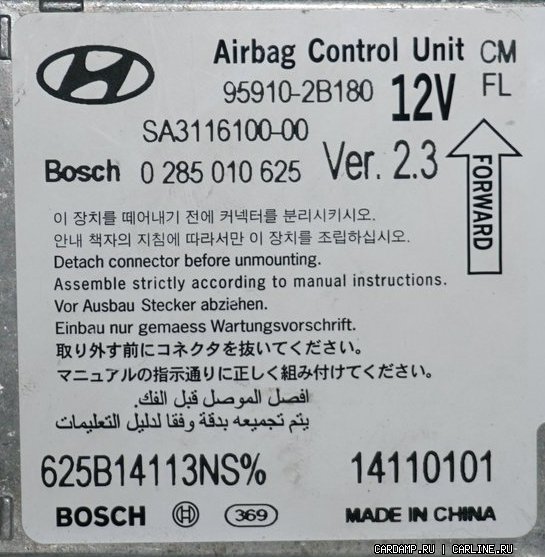 Airbag Control Unit CM
95910-2B180 12V FL
SA3116100-00
Bosch 0 285 010 625 Ver. 2.3
FORWARD
이 장치를 떼어내기 전에 커넥터를 분리시키시오.
안내 책자의 지침에 따라서만 이 장치를 조립하십시오.
Detach connector before unmounting.
Assemble strictly according to manual instructions.
Vor Ausbau Stecker abziehen.
Einbau nur gemaess Wartungsvorschrift.
取り外す前にコネクタを抜いてください。
マニュアルの指示通りに正しく組み付けてください。
افصل الموصل قبل الفك.
يتم تجميعه بدقة وفقا لدليل التعليمات
625B14113NS% 14110101
BOSCH 369 MADE IN CHINA
CARDAMP.RU | CARLINE.RU